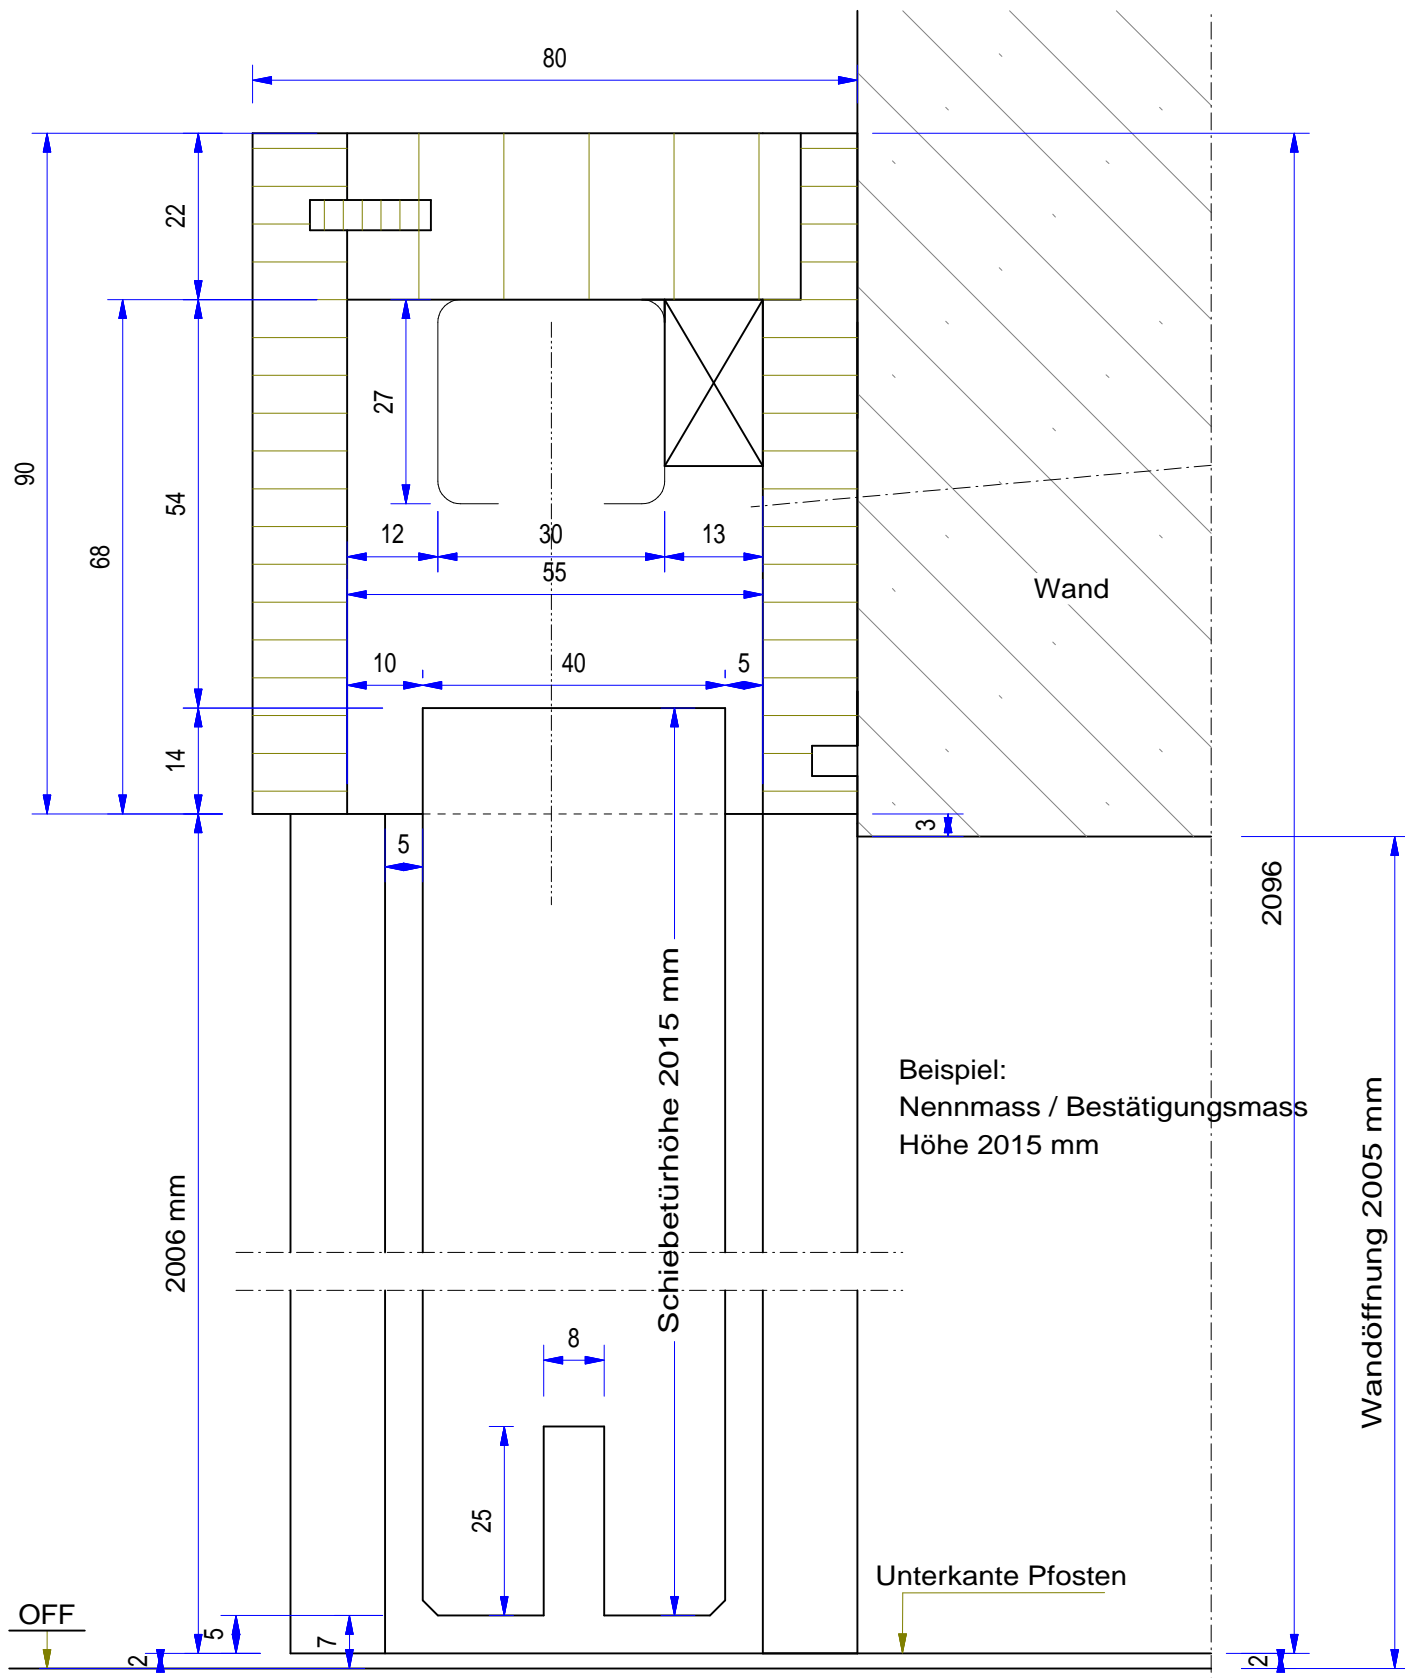 80
22
27
90
54
68
12
30
13
55
Wand
10
40
5
14
3
5
2096
Schiebetürhöhe 2015 mm
Beispiel:
Nennmass / Bestätigungsmass
Höhe 2015 mm
2006 mm
Wandöffnung 2005 mm
8
25
Unterkante Pfosten
OFF
5
7
2
2